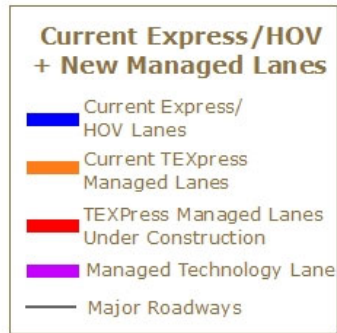 Current Express/HOV
+ New Managed Lanes
Current Express/
HOV Lanes
Current TEXpress
Managed Lanes
TEXPress Managed Lanes
Under Construction
Managed Technology Lane
Major Roadways